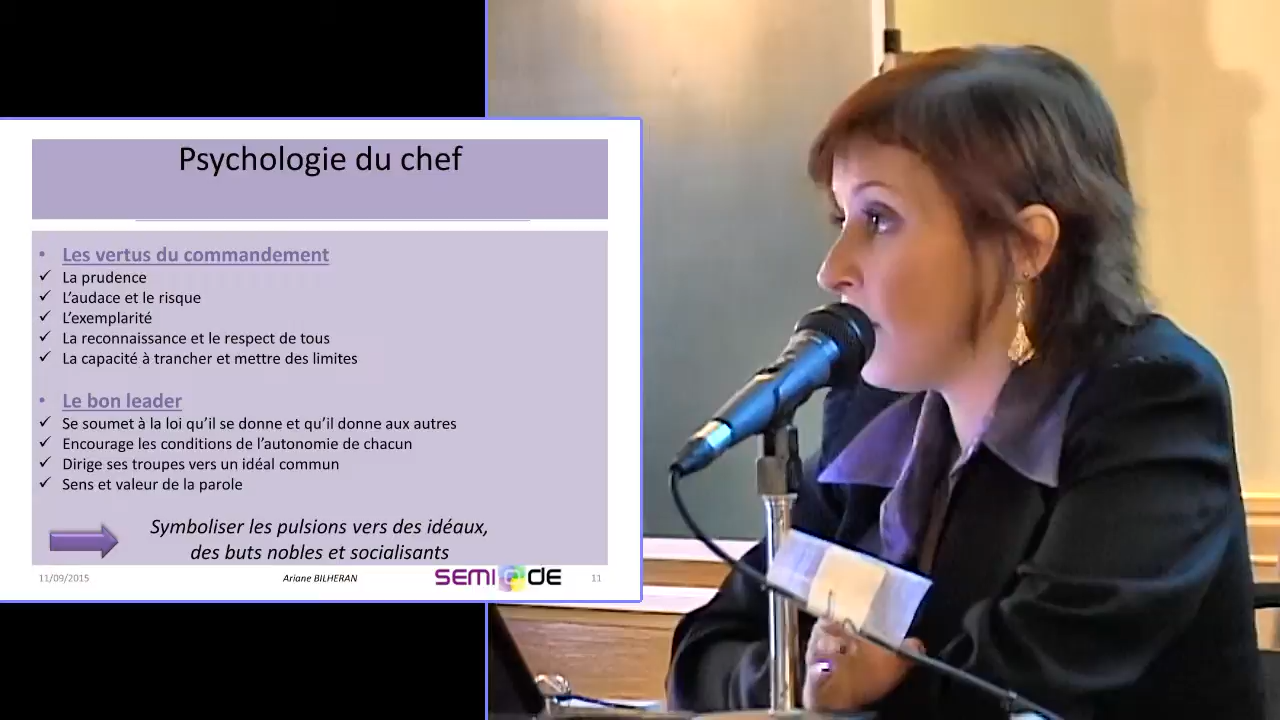 Psychologie du chef
• Les vertus du commandement
✓ La prudence
✓ L’audace et le risque
✓ L’exemplarité
✓ La reconnaissance et le respect de tous
✓ La capacité à trancher et mettre des limites
• Le bon leader
✓ Se soumet à la loi qu’il se donne et qu’il donne aux autres
✓ Encourage les conditions de l’autonomie de chacun
✓ Dirige ses troupes vers un idéal commun
✓ Sens et valeur de la parole
Symboliser les pulsions vers des idéaux,
des buts nobles et socialisants
11/09/2015 Ariane BILHERAN SEMIODE 11